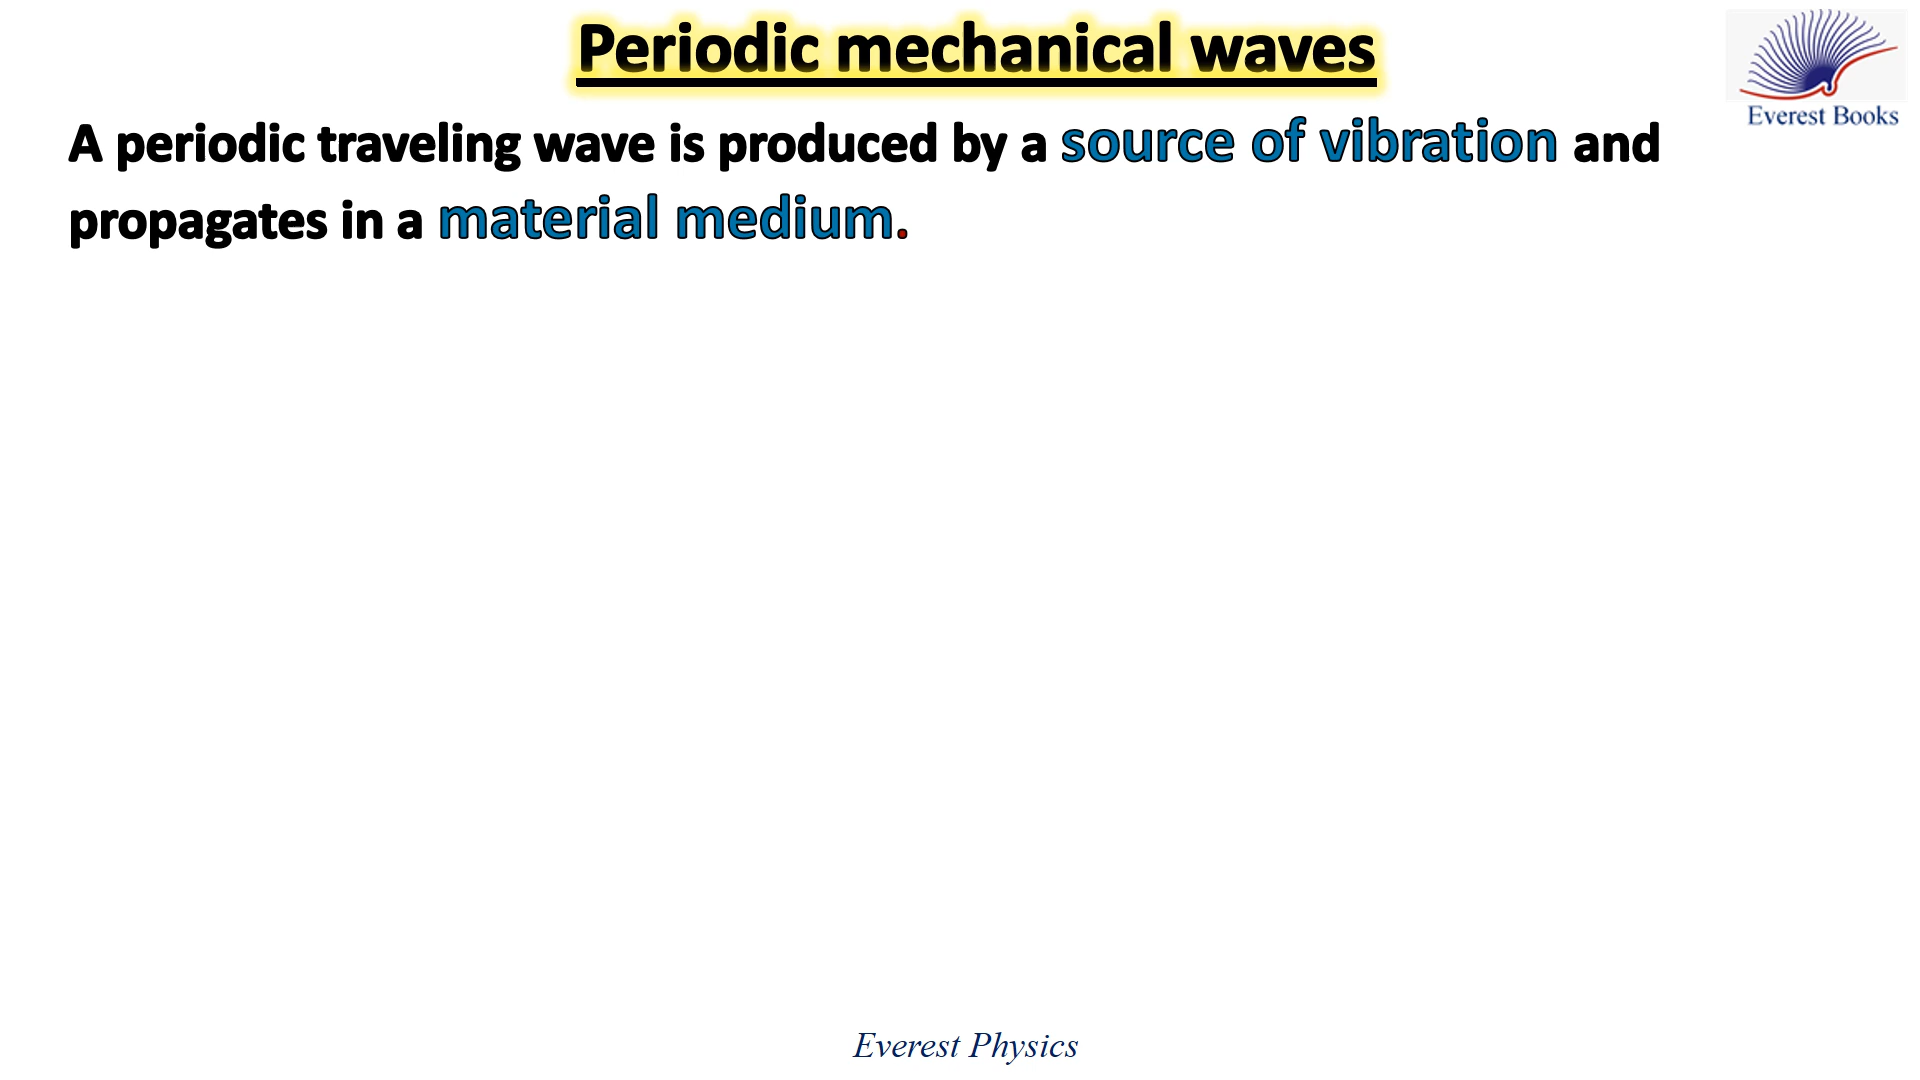 Periodic mechanical waves
Everest Books
A periodic traveling wave is produced by a source of vibration and
propagates in a material medium.
Everest Physics